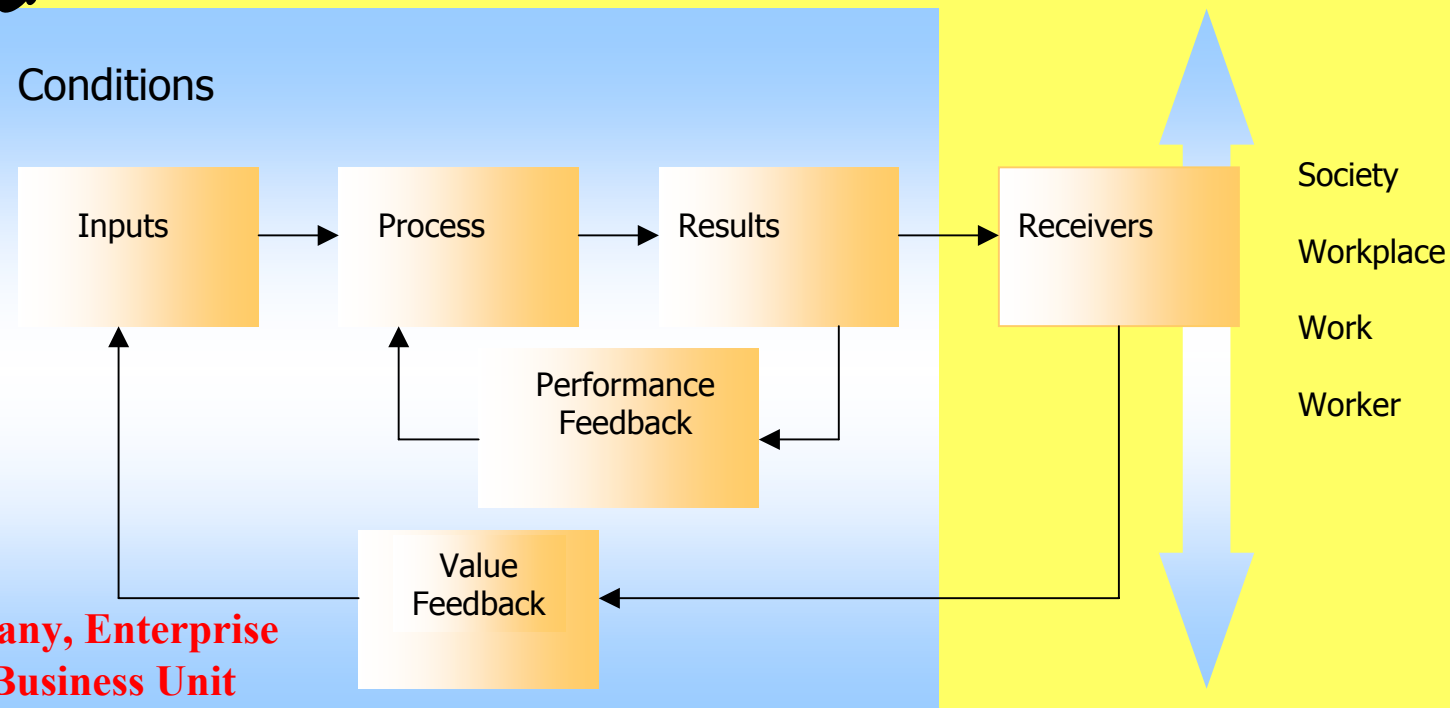 Conditions
Inputs
Process
Results
Receivers
Society
Workplace
Work
Worker
Performance
Feedback
Value
Feedback
any, Enterprise
Business Unit